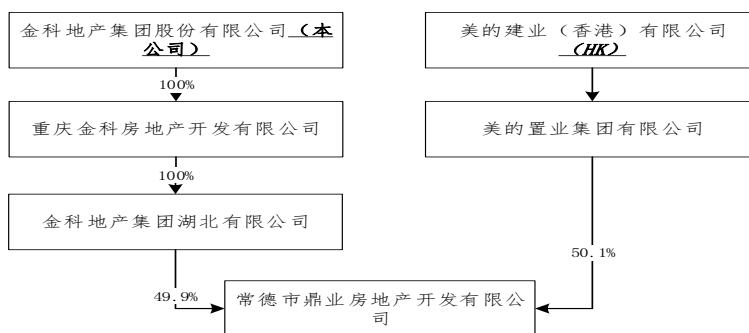 金科地产集团股份有限公司（本
公司）
美的建业（香港）有限公司
（HK）
100%
重庆金科房地产开发有限公司
美的置业集团有限公司
100%
金科地产集团湖北有限公司
50.1%
49.9%
常德市鼎业房地产开发有限公
司